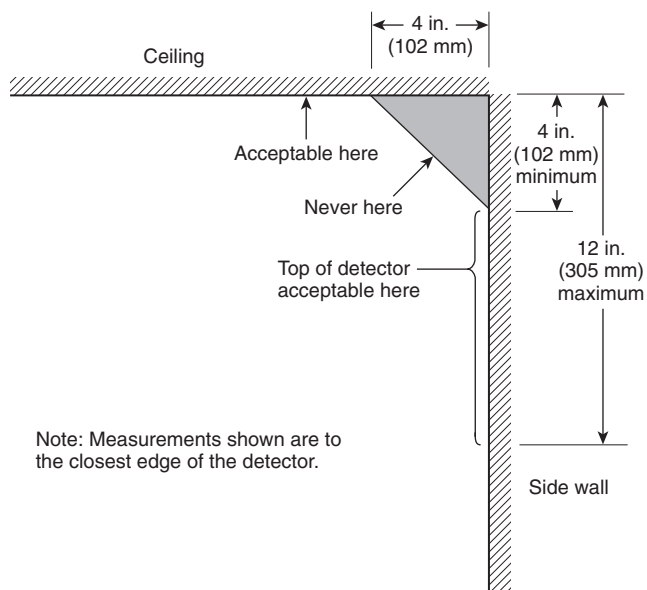 4 in.
(102 mm)
Ceiling
Acceptable here
4 in.
(102 mm)
minimum
Never here
Top of detector
acceptable here
12 in.
(305 mm)
maximum
Note: Measurements shown are to
the closest edge of the detector.
Side wall